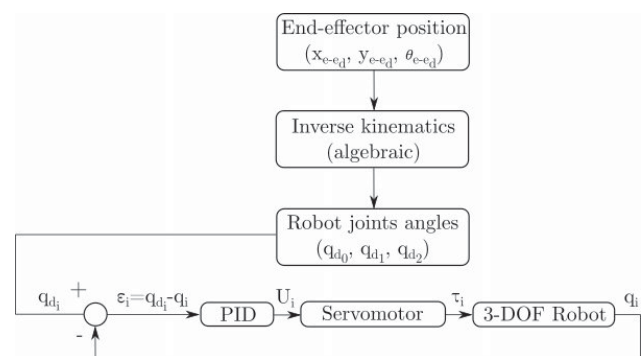 End-effector position
(x_{e-e_d}, y_{e-e_d}, θ_{e-e_d})
Inverse kinematics
(algebraic)
Robot joints angles
(q_{d_0}, q_{d_1}, q_{d_2})
q_{d_i} + - ε_i=q_{d_i}-q_i PID U_i Servomotor τ_i 3-DOF Robot q_i